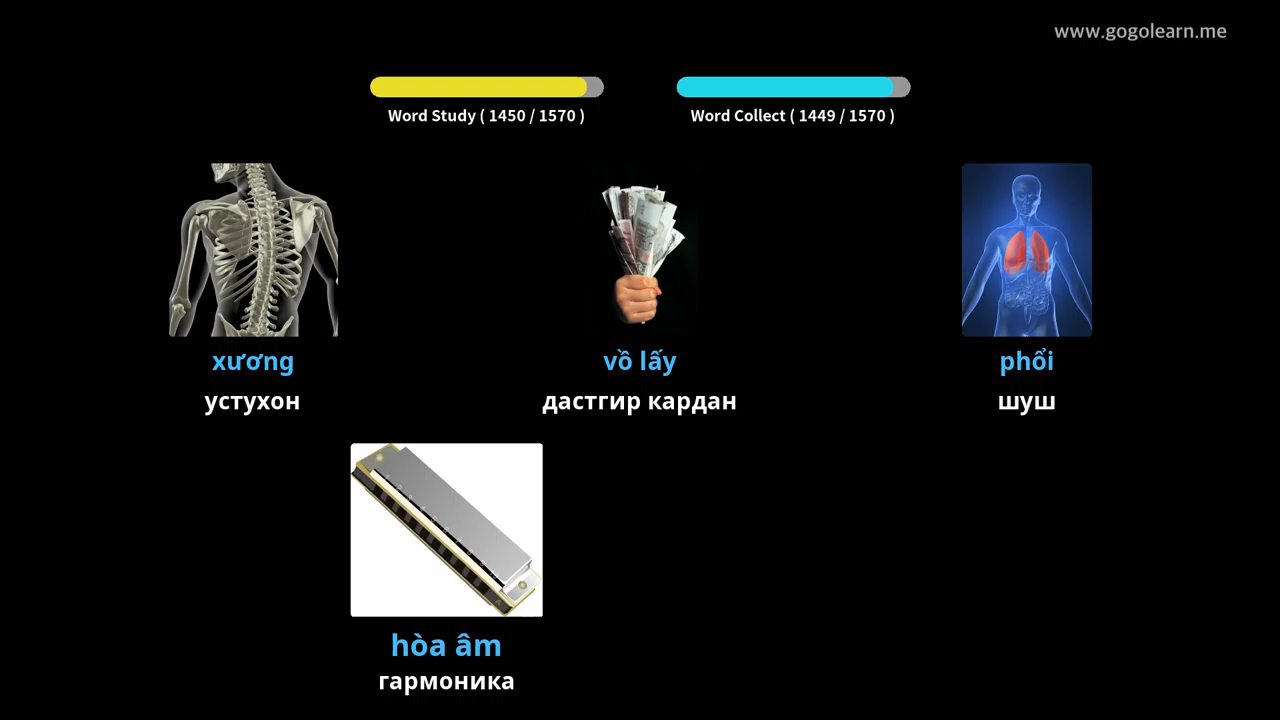 www.gogolearn.me
Word Study ( 1450 / 1570 )
Word Collect ( 1449 / 1570 )
xương
устухон
vồ lấy
дастгир кардан
phổi
шуш
hòa âm
гармоника